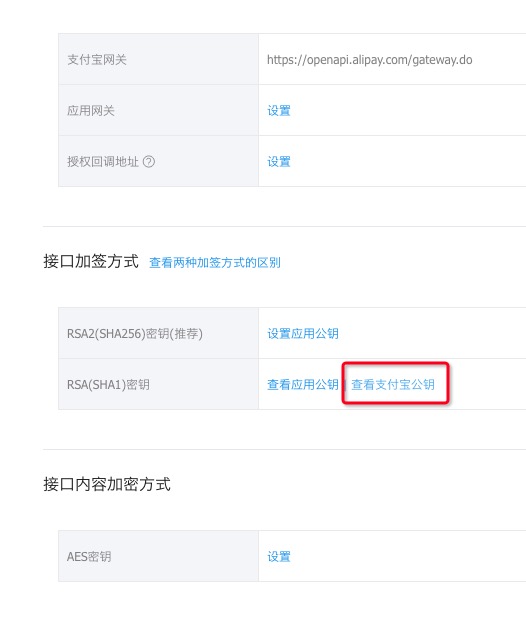 支付宝网关 https://openapi.alipay.com/gateway.do
应用网关 设置
授权回调地址 ? 设置
接口加签方式 查看两种加签方式的区别
RSA2(SHA256)密钥(推荐) 设置应用公钥
RSA(SHA1)密钥 查看应用公钥 查看支付宝公钥
接口内容加密方式
AES密钥 设置